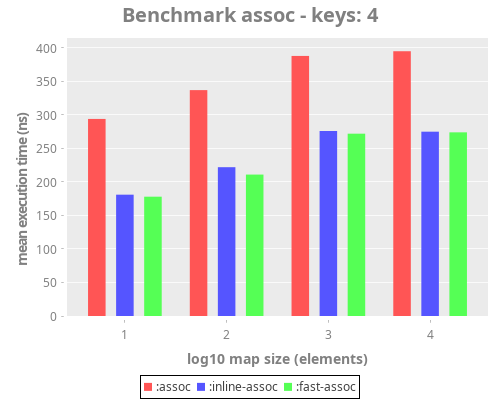 Benchmark assoc - keys: 4
mean execution time (ns)
400
350
300
250
200
150
100
50
0
1 2 3 4
log10 map size (elements)
:assoc :inline-assoc :fast-assoc